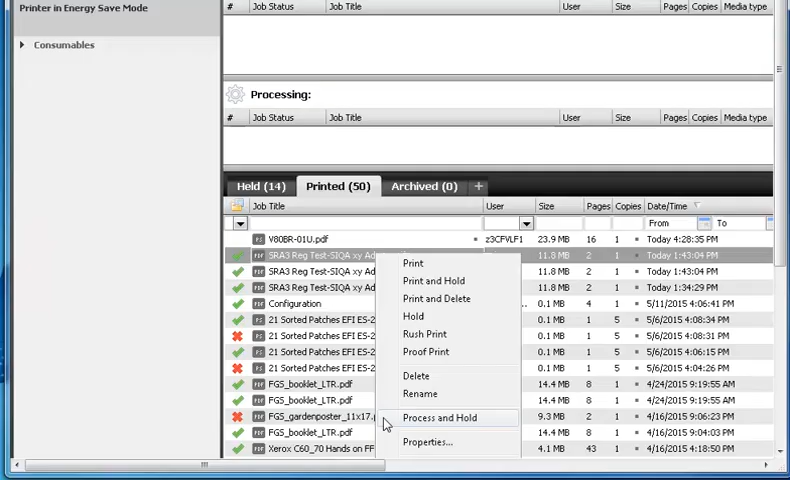 Printer in Energy Save Mode
Consumables
# Job Status Job Title User Size Pages Copies Media type
Processing:
# Job Status Job Title User Size Pages Copies Media type
Held (14) Printed (50) Archived (0) +
Job Title User Size Pages Copies Date/Time
From To
PS V80BR-01U.pdf z3CFVLF1 23.9 MB 16 1 Today 4:28:35 PM
PDF SRA3 Reg Test-SIQA xy Ad 11.8 MB 2 1 Today 1:43:04 PM
PDF SRA3 Reg Test-SIQA xy Ad 11.8 MB 2 1 Today 1:43:04 PM
PDF SRA3 Reg Test-SIQA xy Ad 11.8 MB 2 1 Today 1:34:29 PM
PS Configuration ... 0.1 MB 4 1 5/11/2015 4:06:41 PM
PS 21 Sorted Patches EFI ES-2 0.1 MB 1 5 5/6/2015 4:08:34 PM
PS 21 Sorted Patches EFI ES-2 0.1 MB 1 5 5/6/2015 4:08:31 PM
PS 21 Sorted Patches EFI ES-2 0.1 MB 1 5 5/6/2015 4:06:15 PM
PS 21 Sorted Patches EFI ES-2 0.1 MB 1 5 5/6/2015 4:04:26 PM
PDF FGS_booklet_LTR.pdf 14.4 MB 8 1 4/24/2015 9:19:55 AM
PDF FGS_booklet_LTR.pdf 14.4 MB 8 1 4/24/2015 9:19:55 AM
PDF FGS_gardenposter_11x17.p 9.3 MB 2 1 4/16/2015 9:06:23 PM
PDF FGS_booklet_LTR.pdf 14.4 MB 8 1 4/16/2015 9:04:03 PM
PDF Xerox C60_70 Hands on FF 4.1 MB 43 1 4/16/2015 4:18:50 PM
Print
Print and Hold
Print and Delete
Hold
Rush Print
Proof Print
Delete
Rename
Process and Hold
Properties...